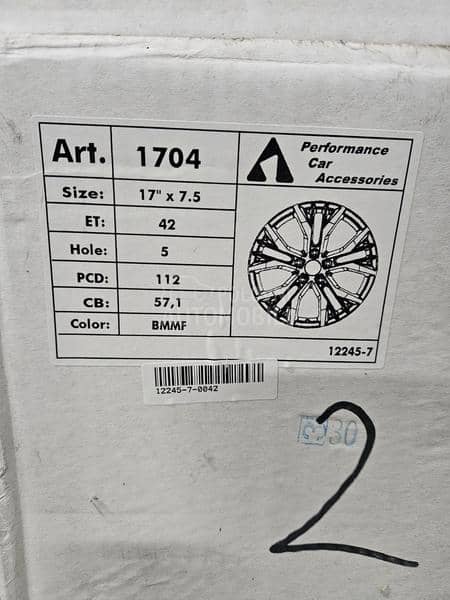 Art. 1704
Performance
Car
Accessories
Size: 17" x 7.5
ET: 42
Hole: 5
PCD: 112
CB: 57,1
Color: BMMF
12245-7
12245-7-0042
30
2